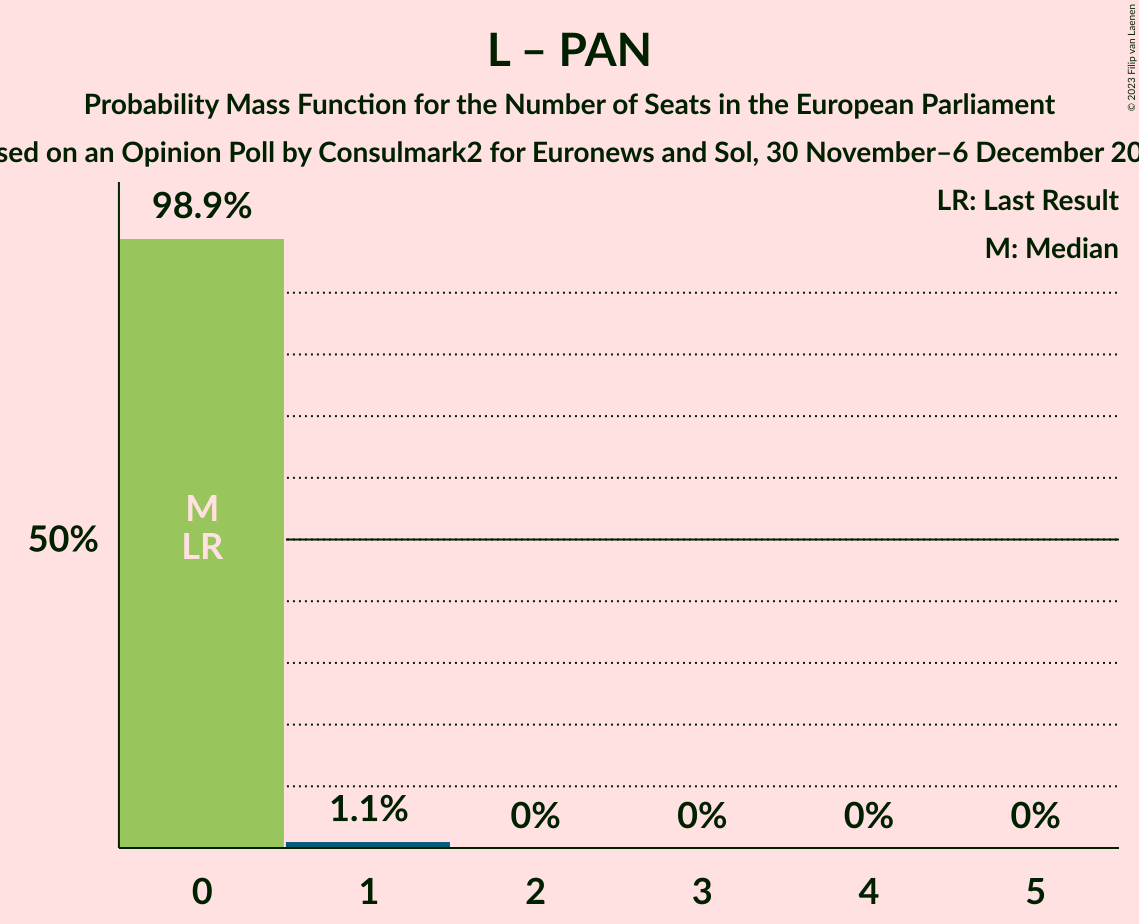 L – PAN
Probability Mass Function for the Number of Seats in the European Parliament
sed on an Opinion Poll by Consulmark2 for Euronews and Sol, 30 November–6 December 20
© 2023 Filip van Laenen
LR: Last Result
M: Median
98.9%
M
LR
50%
1.1%
0%
0%
0%
0%
0
1
2
3
4
5